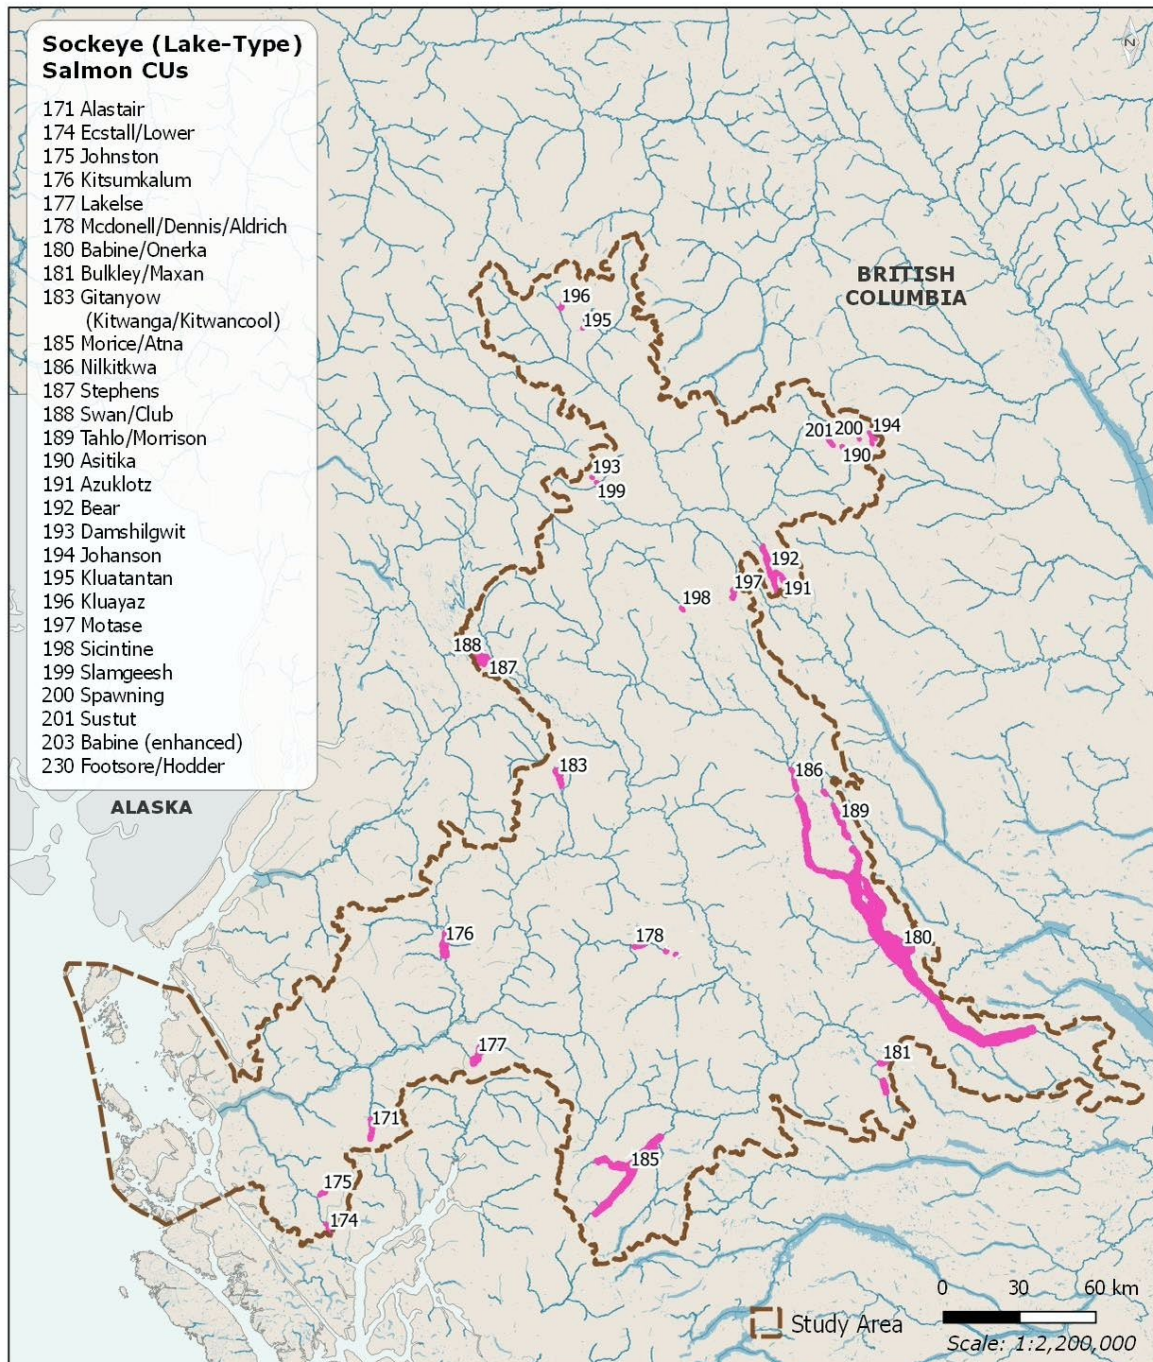 Sockeye (Lake-Type)
Salmon CUs
171 Alastair
174 Ecstall/Lower
175 Johnston
176 Kitsumkalum
177 Lakelse
178 Mcdonell/Dennis/Aldrich
180 Babine/Onerka
181 Bulkley/Maxan
183 Gitanyow
(Kitwanga/Kitwancool)
185 Morice/Atna
186 Nilkitkwa
187 Stephens
188 Swan/Club
189 Tahlo/Morrison
190 Asitika
191 Azuklotz
192 Bear
193 Damshilgwit
194 Johanson
195 Kluatantan
196 Kluayaz
197 Motase
198 Sicintine
199 Slamgeesh
200 Spawning
201 Sustut
203 Babine (enhanced)
230 Footsore/Hodder
N
BRITISH
COLUMBIA
196
195
201 200 194
190
193
199
192
197
191
198
188
187
183
186
189
ALASKA
176
178
180
177
181
171
185
175
174
0 30 60 km
Study Area
Scale: 1:2,200,000